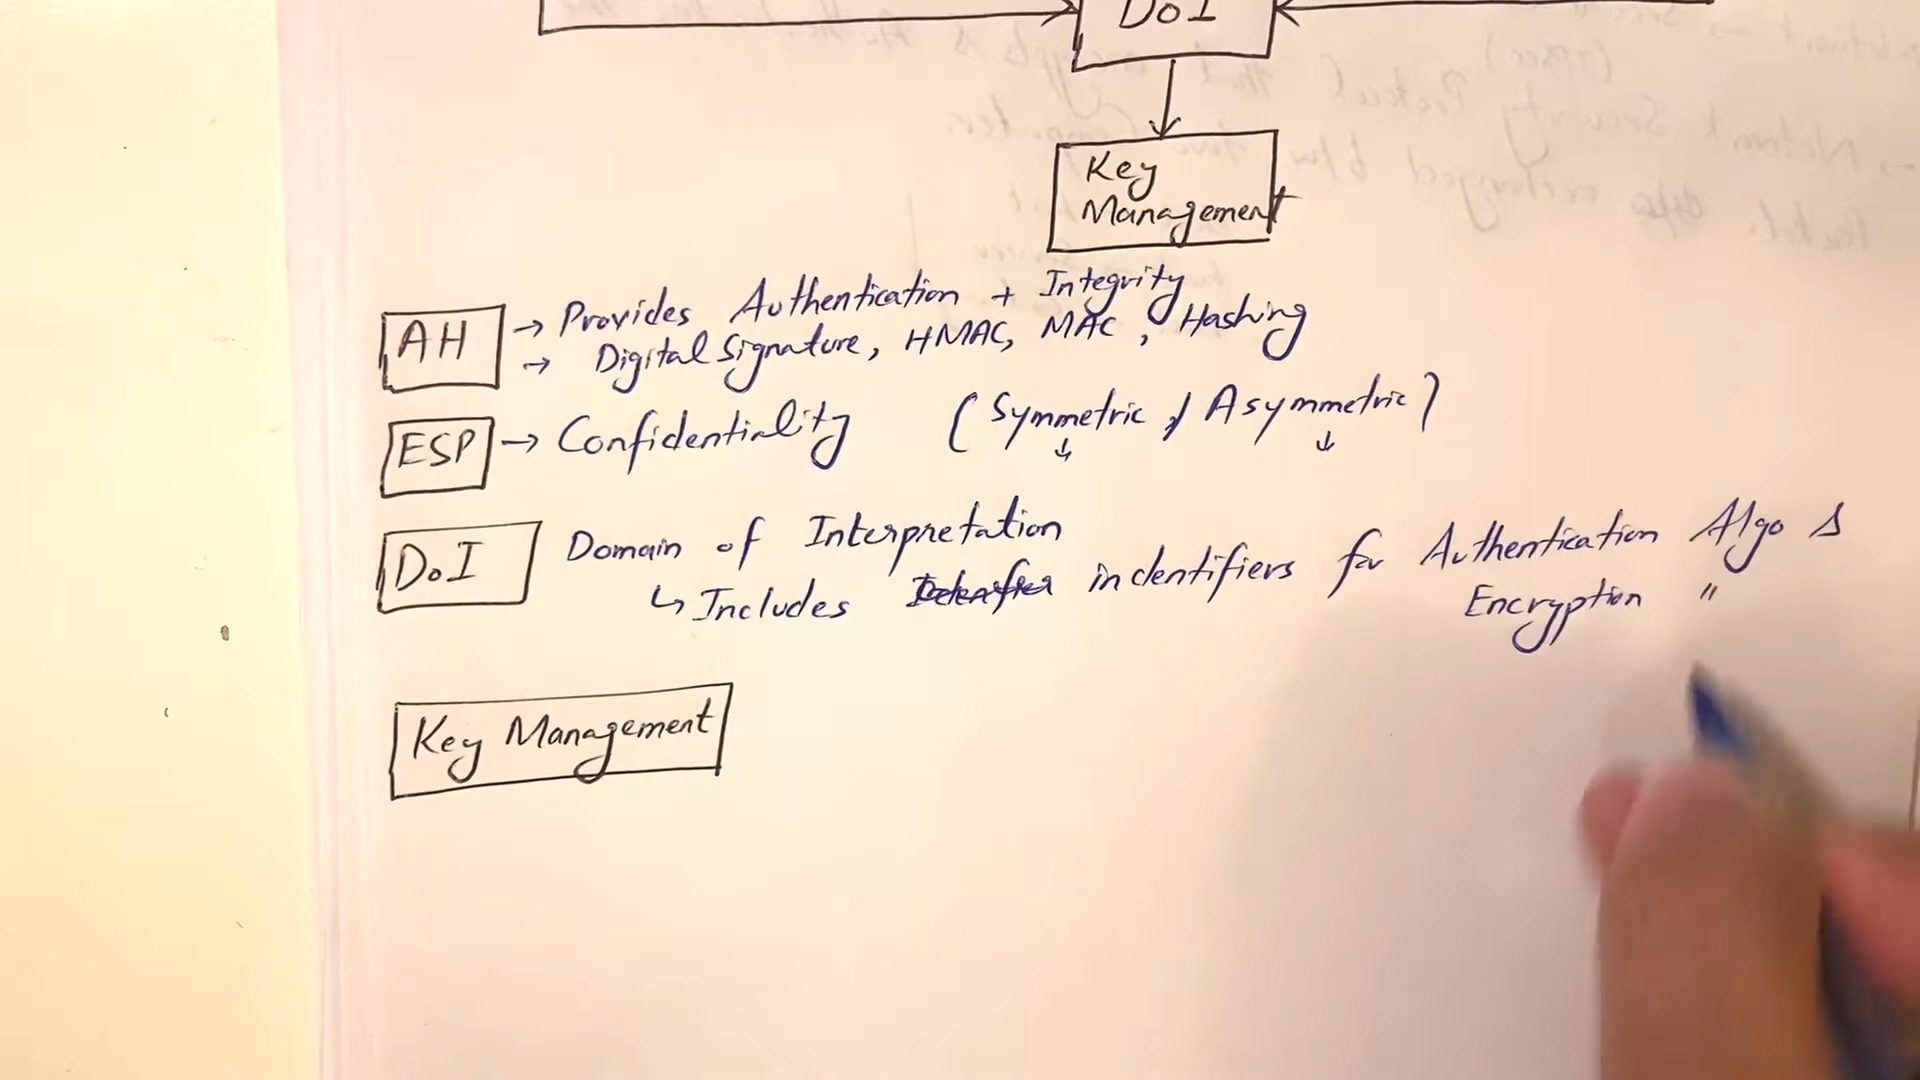 DoI
Key
Management
AH → Provides Authentication + Integrity
→ Digital Signature, HMAC, MAC, Hashing
ESP → Confidentiality (Symmetric / Asymmetric)
DoI Domain of Interpretation
↳ Includes indentifiers for Authentication Algo &
Encryption "
Key Management